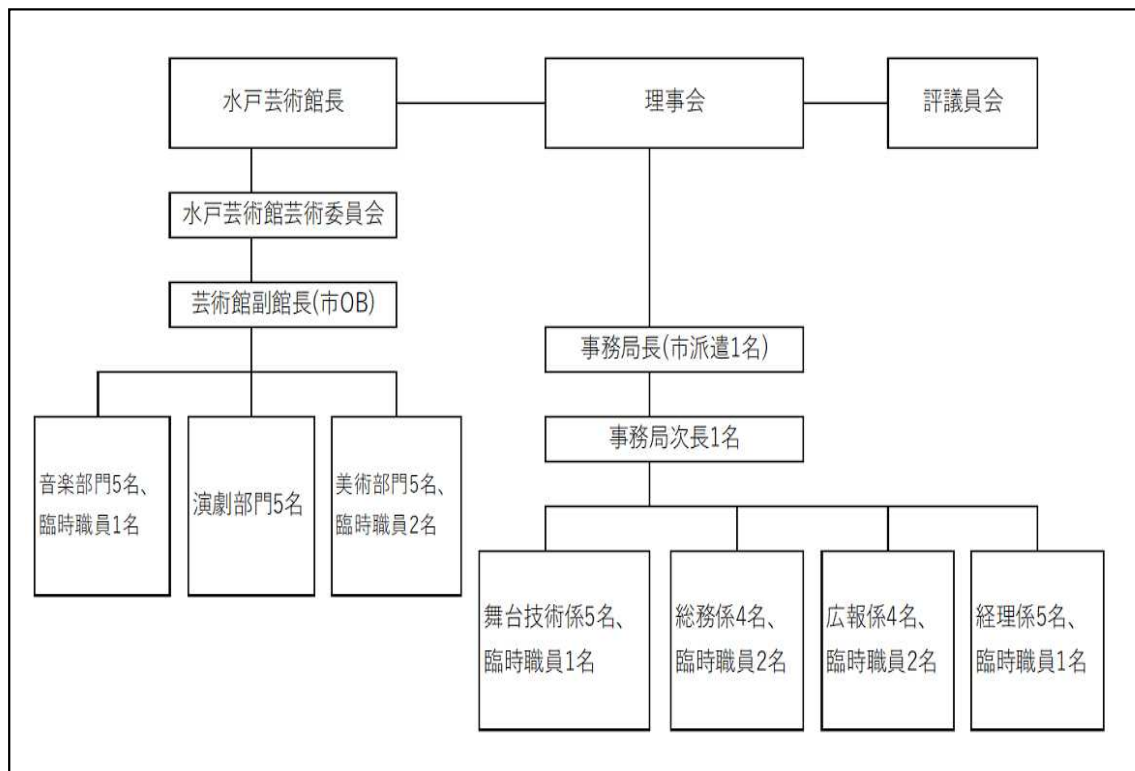 水戸芸術館長
理事会
評議員会
水戸芸術館芸術委員会
芸術館副館長(市OB)
事務局長(市派遣1名)
事務局次長1名
音楽部門5名、
臨時職員1名
演劇部門5名
美術部門5名、
臨時職員2名
舞台技術係5名、
臨時職員1名
総務係4名、
臨時職員2名
広報係4名、
臨時職員2名
経理係5名、
臨時職員1名